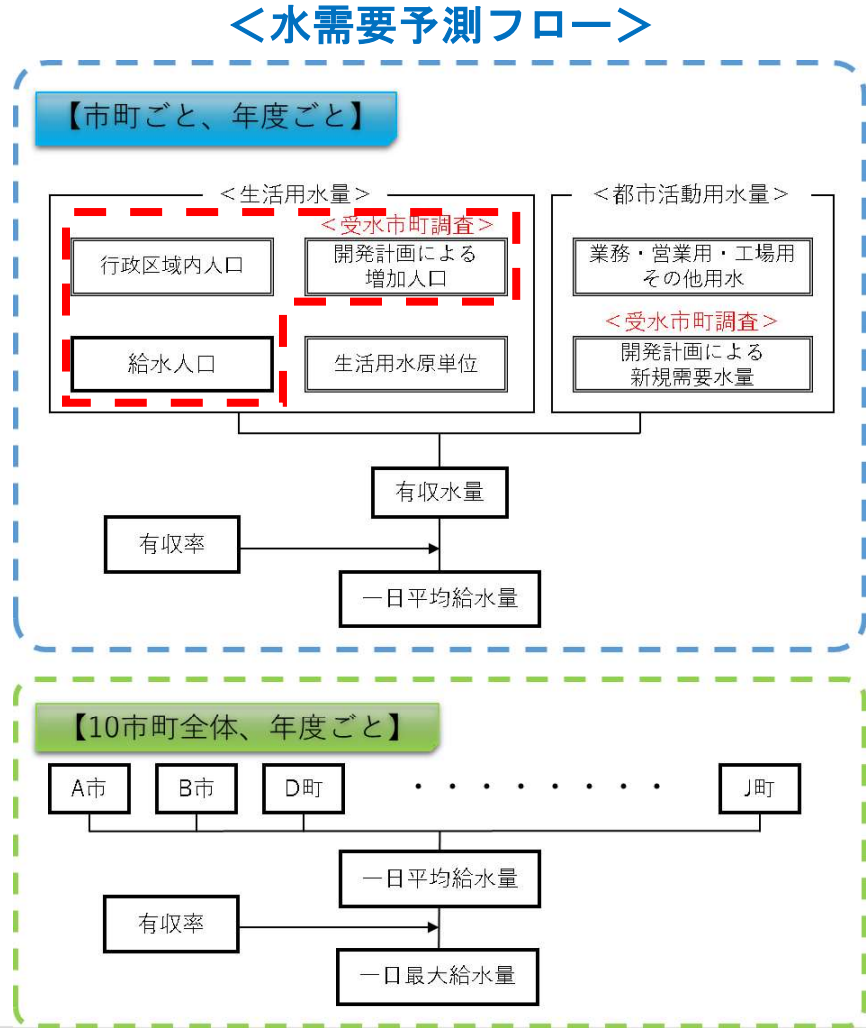 ＜水需要予測フロー＞
【市町ごと、年度ごと】
＜生活用水量＞
＜都市活動用水量＞
＜受水市町調査＞
行政区域内人口
開発計画による
増加人口
業務・営業用・工場用
その他用水
＜受水市町調査＞
給水人口
生活用水原単位
開発計画による
新規需要水量
有収水量
有収率
一日平均給水量
【10市町全体、年度ごと】
A市
B市
D町
・・・・・・・・
J町
一日平均給水量
有収率
一日最大給水量